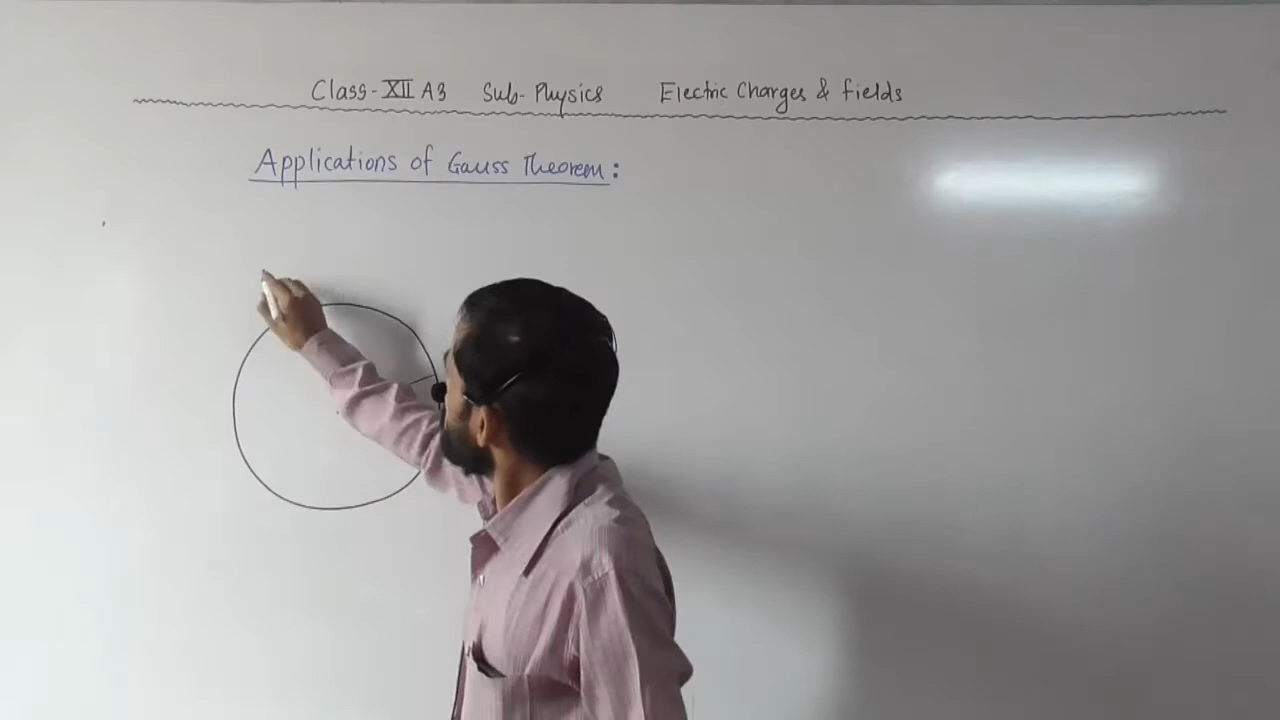 Class-XII A3 Sub-Physics Electric Charges & fields
Applications of Gauss Theorem: